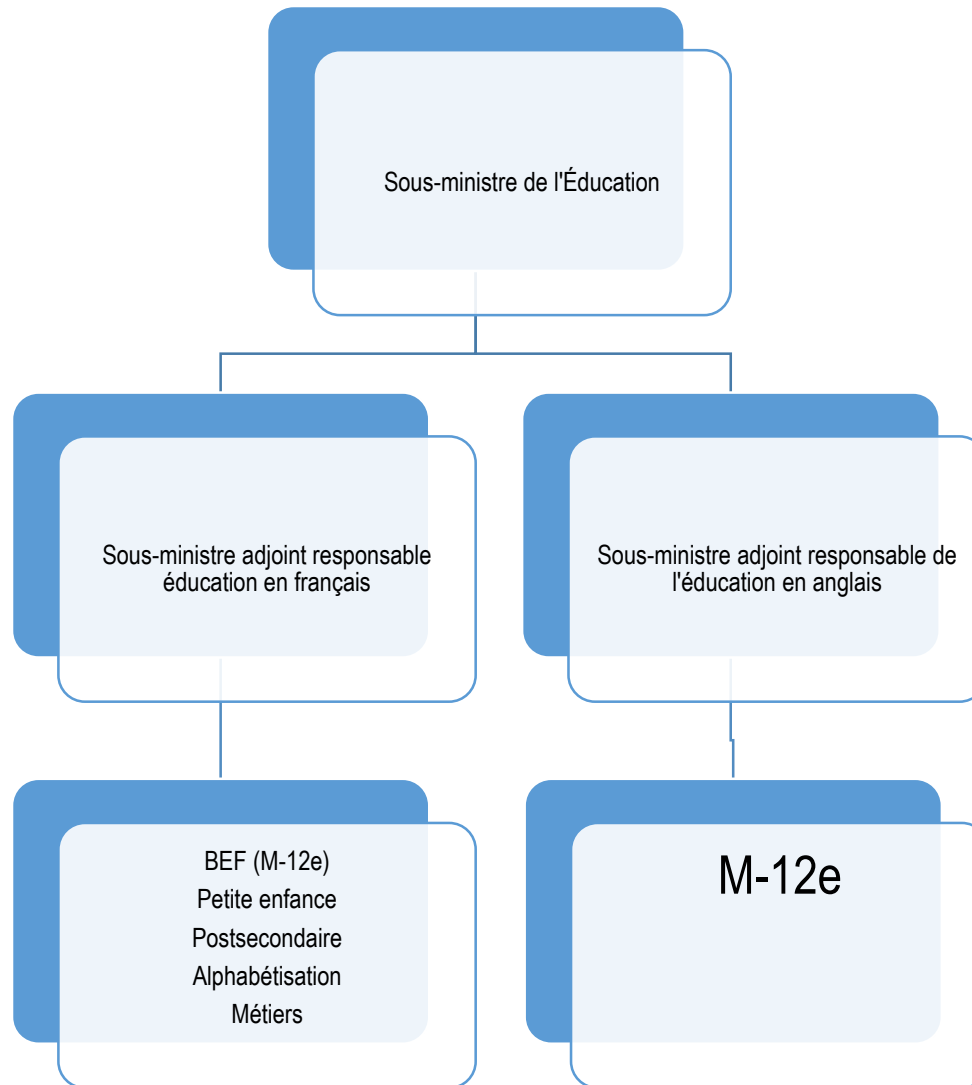 Sous-ministre de l'Éducation
Sous-ministre adjoint responsable
éducation en français
Sous-ministre adjoint responsable de
l'éducation en anglais
BEF (M-12e)
Petite enfance
Postsecondaire
Alphabétisation
Métiers
M-12e